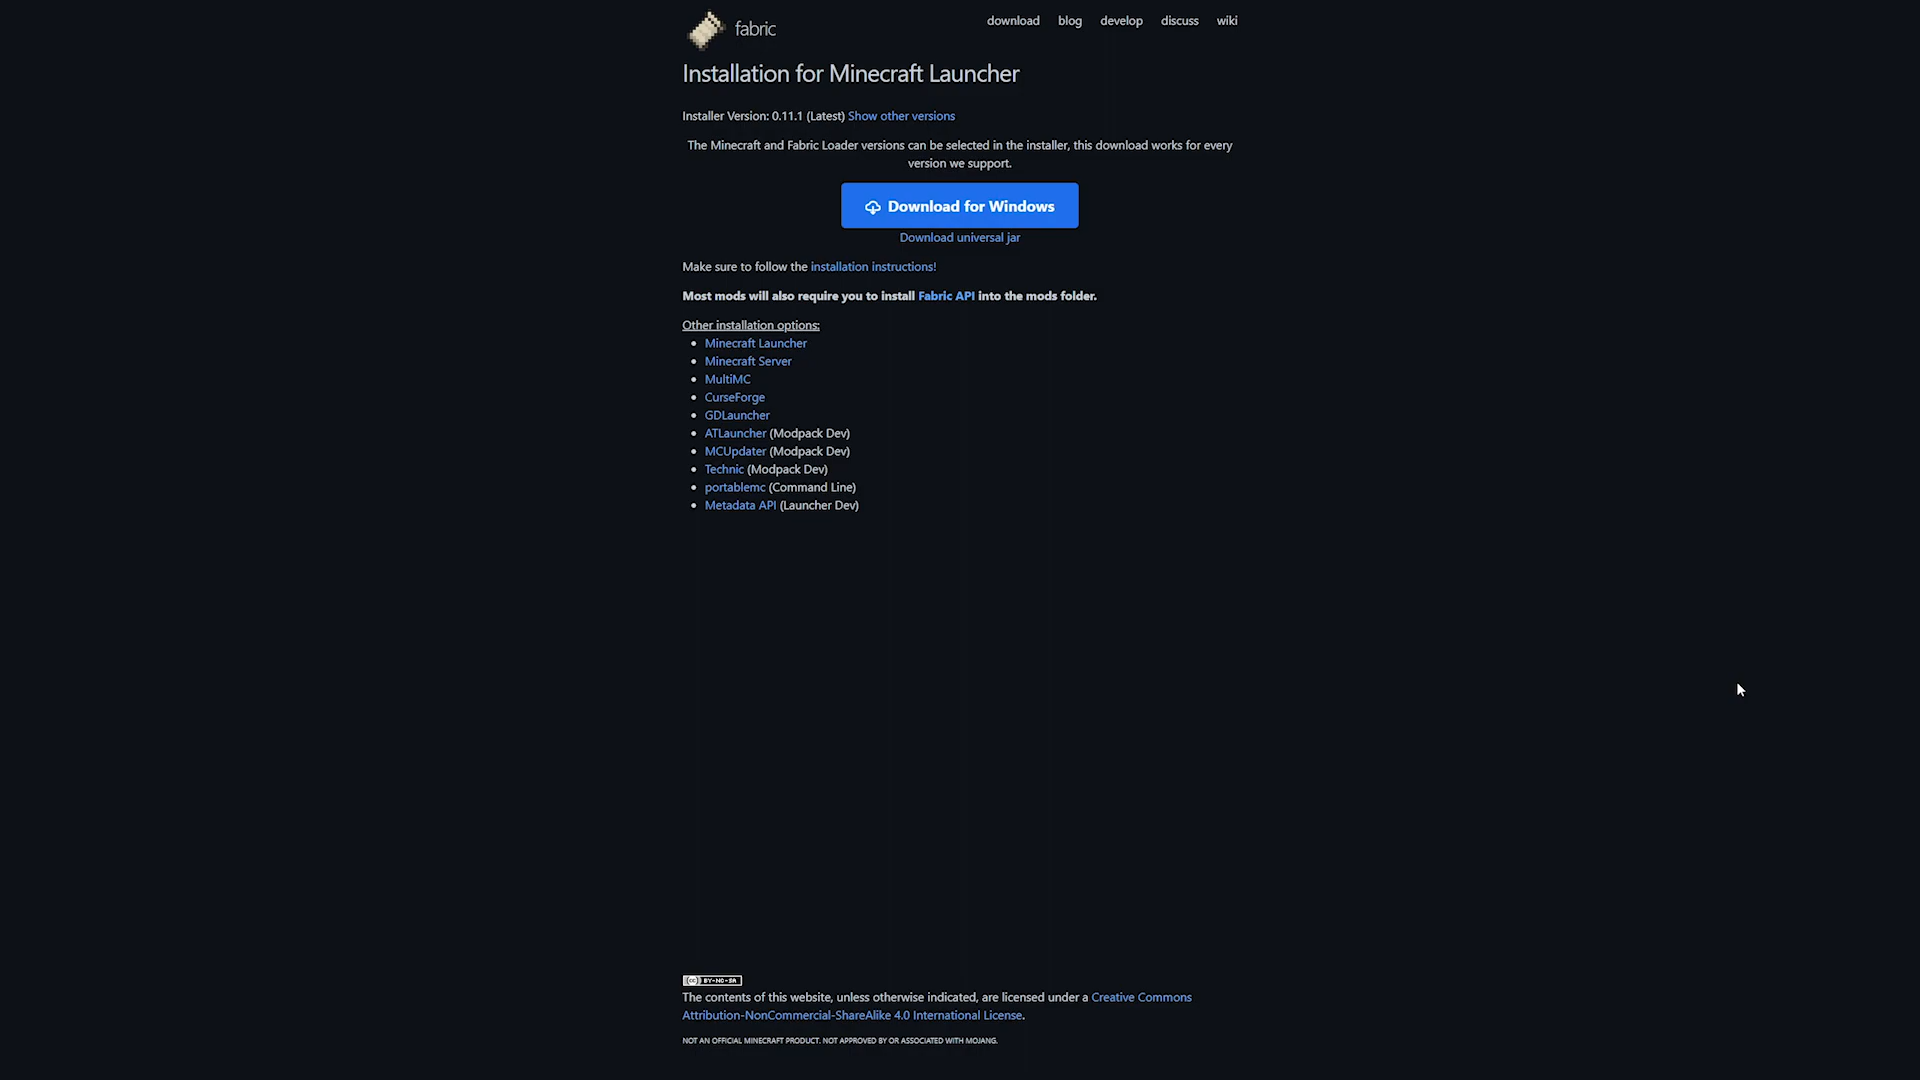 fabric
download blog develop discuss wiki
Installation for Minecraft Launcher
Installer Version: 0.11.1 (Latest) Show other versions
The Minecraft and Fabric Loader versions can be selected in the installer, this download works for every
version we support.
Download for Windows
Download universal jar
Make sure to follow the installation instructions!
Most mods will also require you to install Fabric API into the mods folder.
Other installation options:
Minecraft Launcher
Minecraft Server
MultiMC
CurseForge
GDLauncher
ATLauncher (Modpack Dev)
MCUpdater (Modpack Dev)
Technic (Modpack Dev)
portablemc (Command Line)
Metadata API (Launcher Dev)
(cc) BY-NC-SA
The contents of this website, unless otherwise indicated, are licensed under a Creative Commons
Attribution-NonCommercial-ShareAlike 4.0 International License.
NOT AN OFFICIAL MINECRAFT PRODUCT. NOT APPROVED BY OR ASSOCIATED WITH MOJANG.